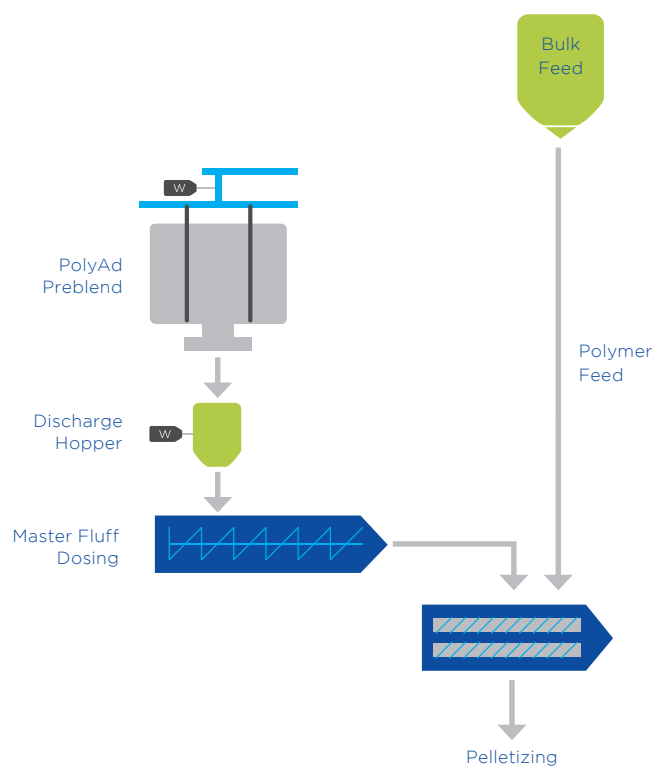 Bulk
Feed
W
PolyAd
Preblend
Polymer
Feed
Discharge
Hopper
W
Master Fluff
Dosing
Pelletizing